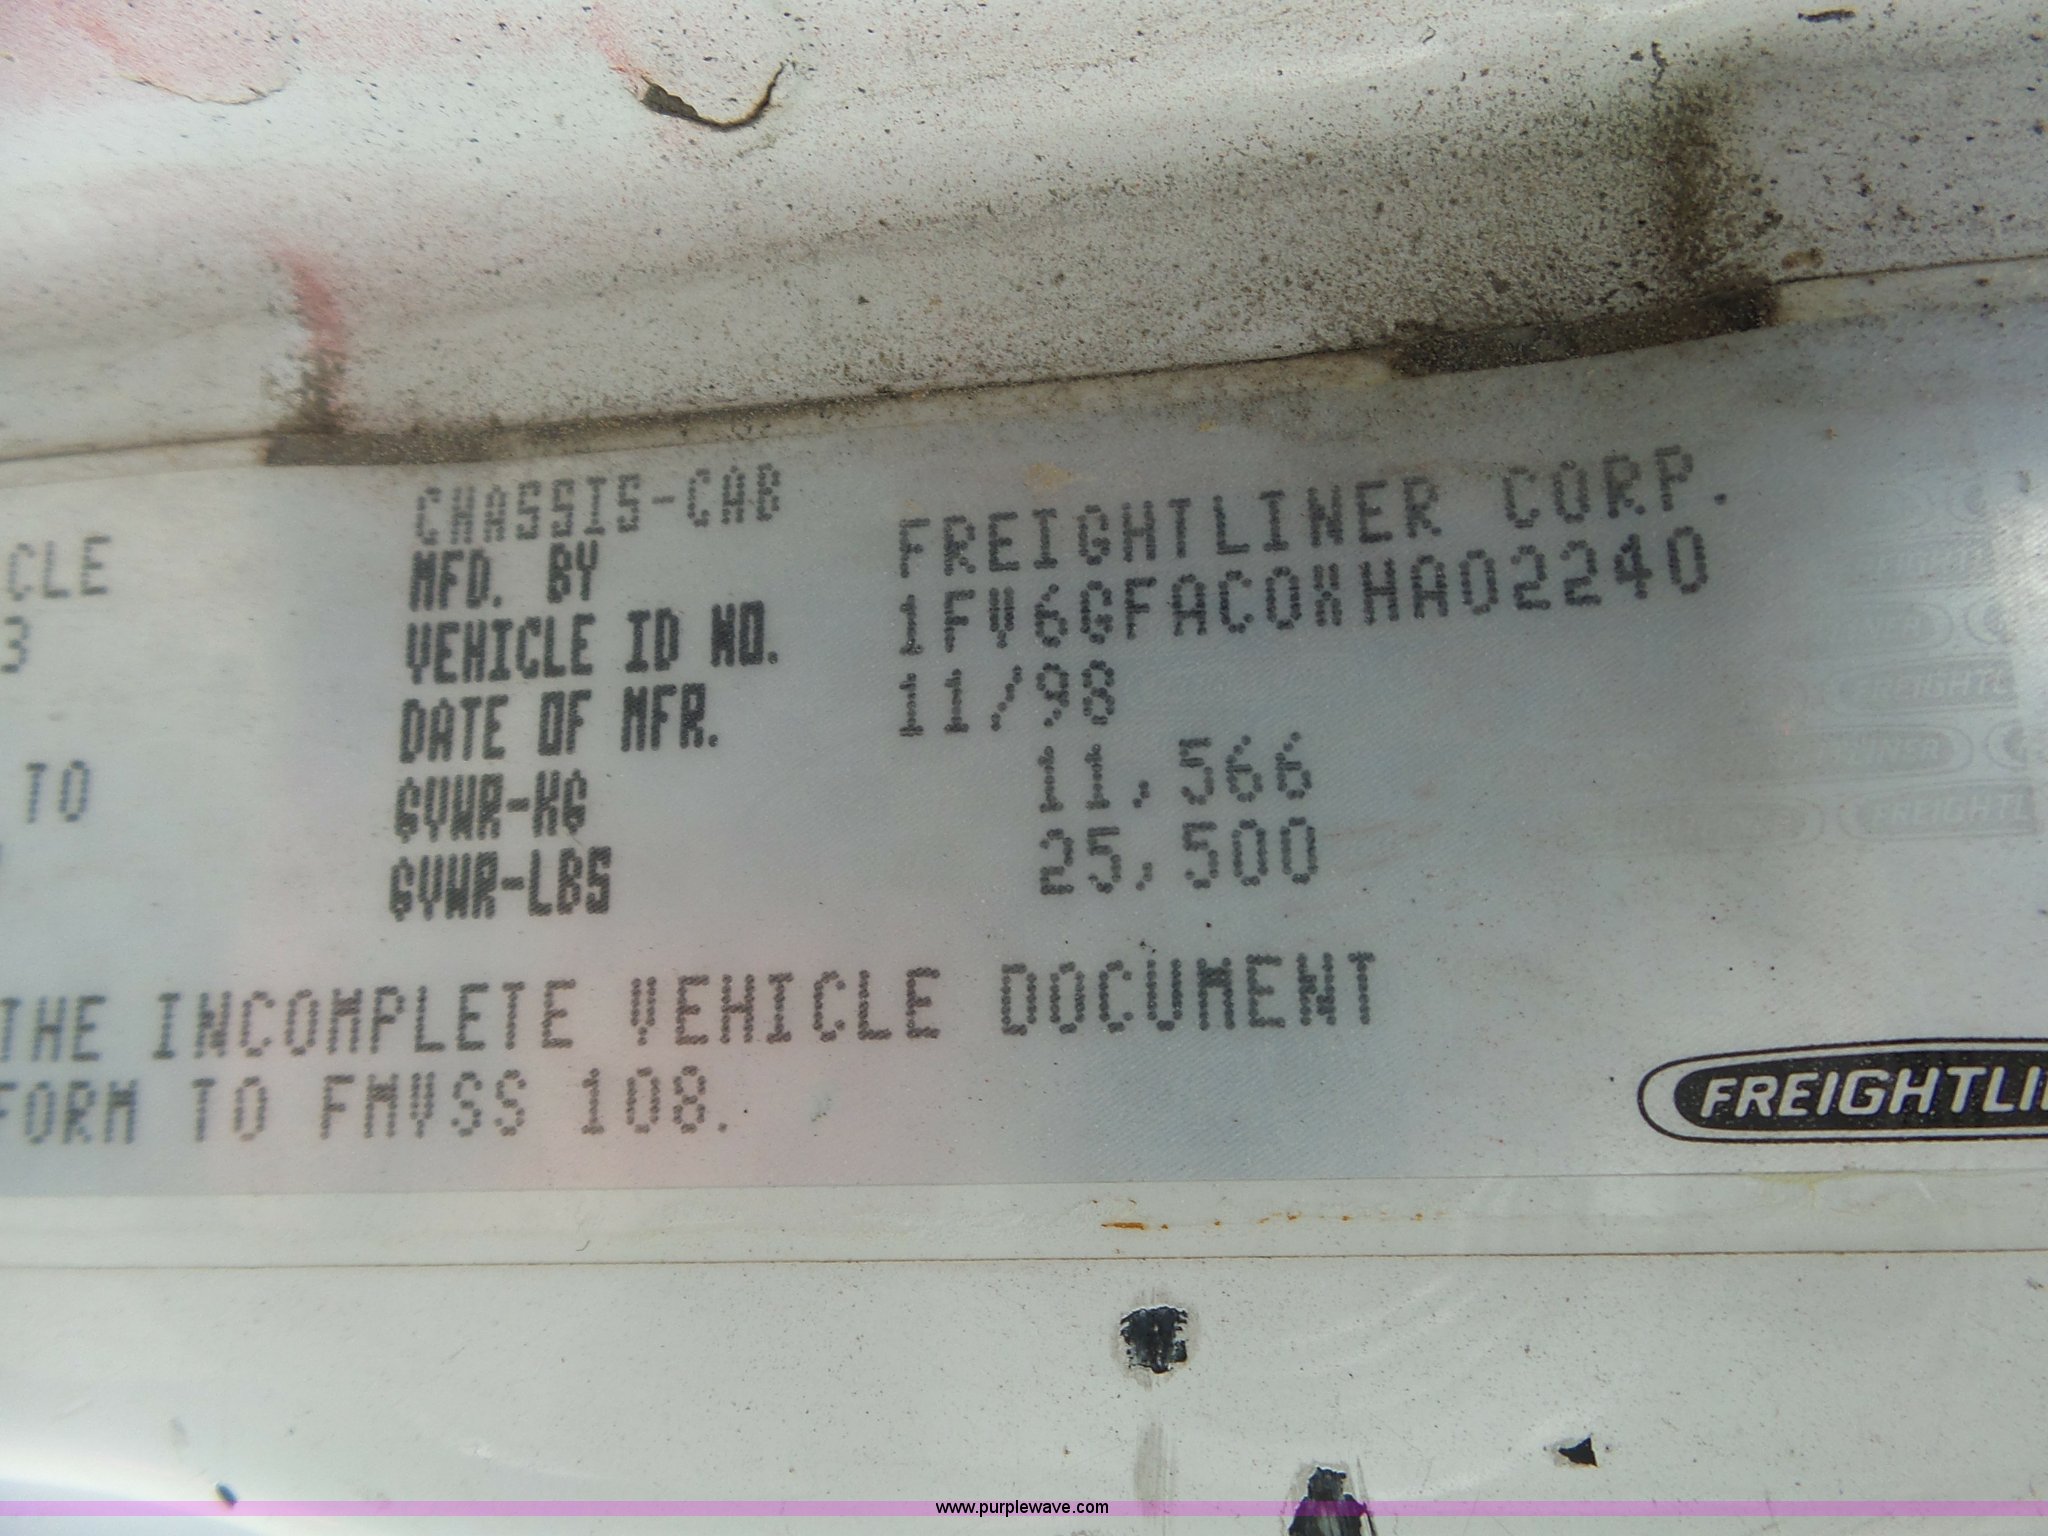 CHASSIS-CAB
MFD. BY FREIGHTLINER CORP.
VEHICLE ID NO. 1FV6GFAC0XHA02240
DATE OF MFR. 11/98
GVWR-KG 11,566
GVWR-LBS 25,500
CLE
3
TO
THE INCOMPLETE VEHICLE DOCUMENT
FORM TO FMVSS 108.
FREIGHTLI
www.purplewave.com